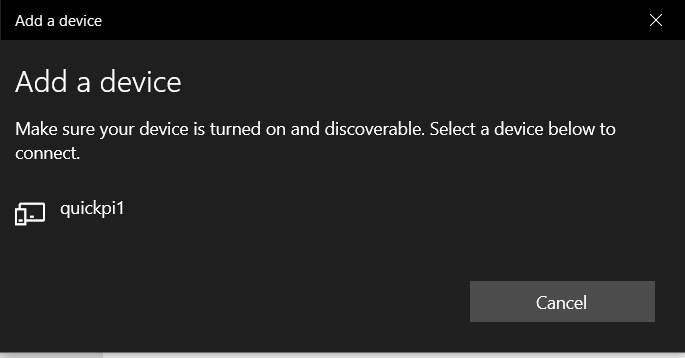 Add a device
Add a device
Make sure your device is turned on and discoverable. Select a device below to
connect.
quickpi1
Cancel